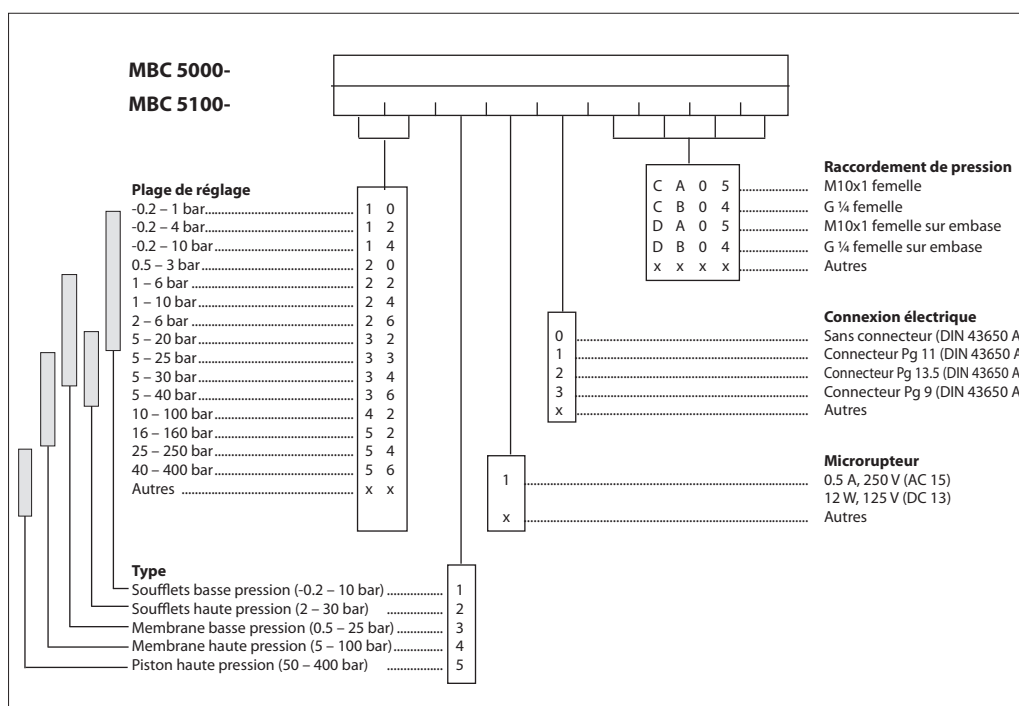 MBC 5000-
MBC 5100-
Plage de réglage
-0.2 – 1 bar 1 0
-0.2 – 4 bar 1 2
-0.2 – 10 bar 1 4
0.5 – 3 bar 2 0
1 – 6 bar 2 2
1 – 10 bar 2 4
2 – 6 bar 2 6
5 – 20 bar 3 2
5 – 25 bar 3 3
5 – 30 bar 3 4
5 – 40 bar 3 6
10 – 100 bar 4 2
16 – 160 bar 5 2
25 – 250 bar 5 4
40 – 400 bar 5 6
Autres x x
Type
Soufflets basse pression (-0.2 – 10 bar) 1
Soufflets haute pression (2 – 30 bar) 2
Membrane basse pression (0.5 – 25 bar) 3
Membrane haute pression (5 – 100 bar) 4
Piston haute pression (50 – 400 bar) 5
Raccordement de pression
C A 0 5 M10x1 femelle
C B 0 4 G ¼ femelle
D A 0 5 M10x1 femelle sur embase
D B 0 4 G ¼ femelle sur embase
x x x x Autres
Connexion électrique
0 Sans connecteur (DIN 43650 A
1 Connecteur Pg 11 (DIN 43650 A
2 Connecteur Pg 13.5 (DIN 43650 A
3 Connecteur Pg 9 (DIN 43650 A
x Autres
Microrupteur
1 0.5 A, 250 V (AC 15)
12 W, 125 V (DC 13)
x Autres